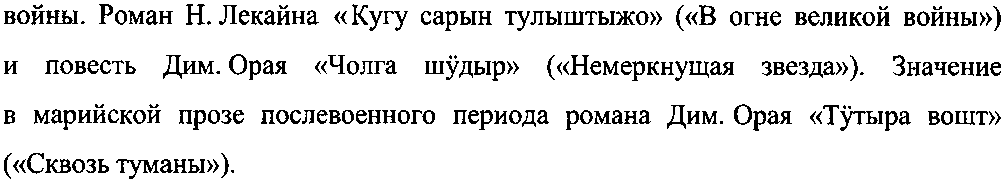 войны. Роман Н. Лекайна «Кугу сарын тулыштыжо» («В огне великой войны»)
и повесть Дим. Орая «Чолга шӱдыр» («Немеркнущая звезда»). Значение
в марийской прозе послевоенного периода романа Дим. Орая «Тӱтыра вошт»
(«Сквозь туманы»).